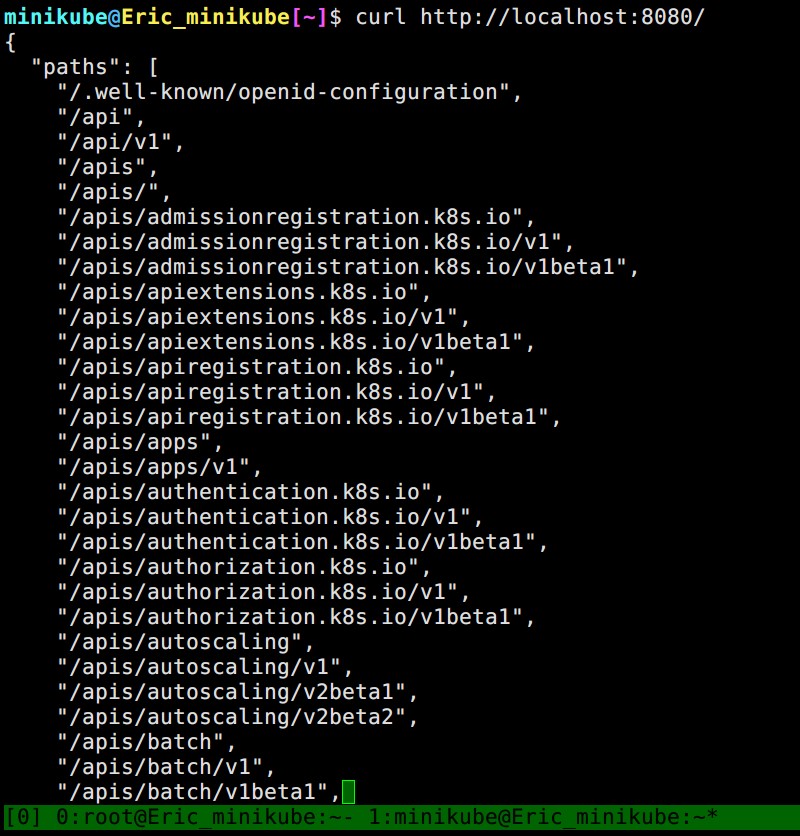 minikube@Eric_minikube[~]$ curl http://localhost:8080/
{
  "paths": [
    "/.well-known/openid-configuration",
    "/api",
    "/api/v1",
    "/apis",
    "/apis/",
    "/apis/admissionregistration.k8s.io",
    "/apis/admissionregistration.k8s.io/v1",
    "/apis/admissionregistration.k8s.io/v1beta1",
    "/apis/apiextensions.k8s.io",
    "/apis/apiextensions.k8s.io/v1",
    "/apis/apiextensions.k8s.io/v1beta1",
    "/apis/apiregistration.k8s.io",
    "/apis/apiregistration.k8s.io/v1",
    "/apis/apiregistration.k8s.io/v1beta1",
    "/apis/apps",
    "/apis/apps/v1",
    "/apis/authentication.k8s.io",
    "/apis/authentication.k8s.io/v1",
    "/apis/authentication.k8s.io/v1beta1",
    "/apis/authorization.k8s.io",
    "/apis/authorization.k8s.io/v1",
    "/apis/authorization.k8s.io/v1beta1",
    "/apis/autoscaling",
    "/apis/autoscaling/v1",
    "/apis/autoscaling/v2beta1",
    "/apis/autoscaling/v2beta2",
    "/apis/batch",
    "/apis/batch/v1",
    "/apis/batch/v1beta1",
[0] 0:root@Eric_minikube:~- 1:minikube@Eric_minikube:~*